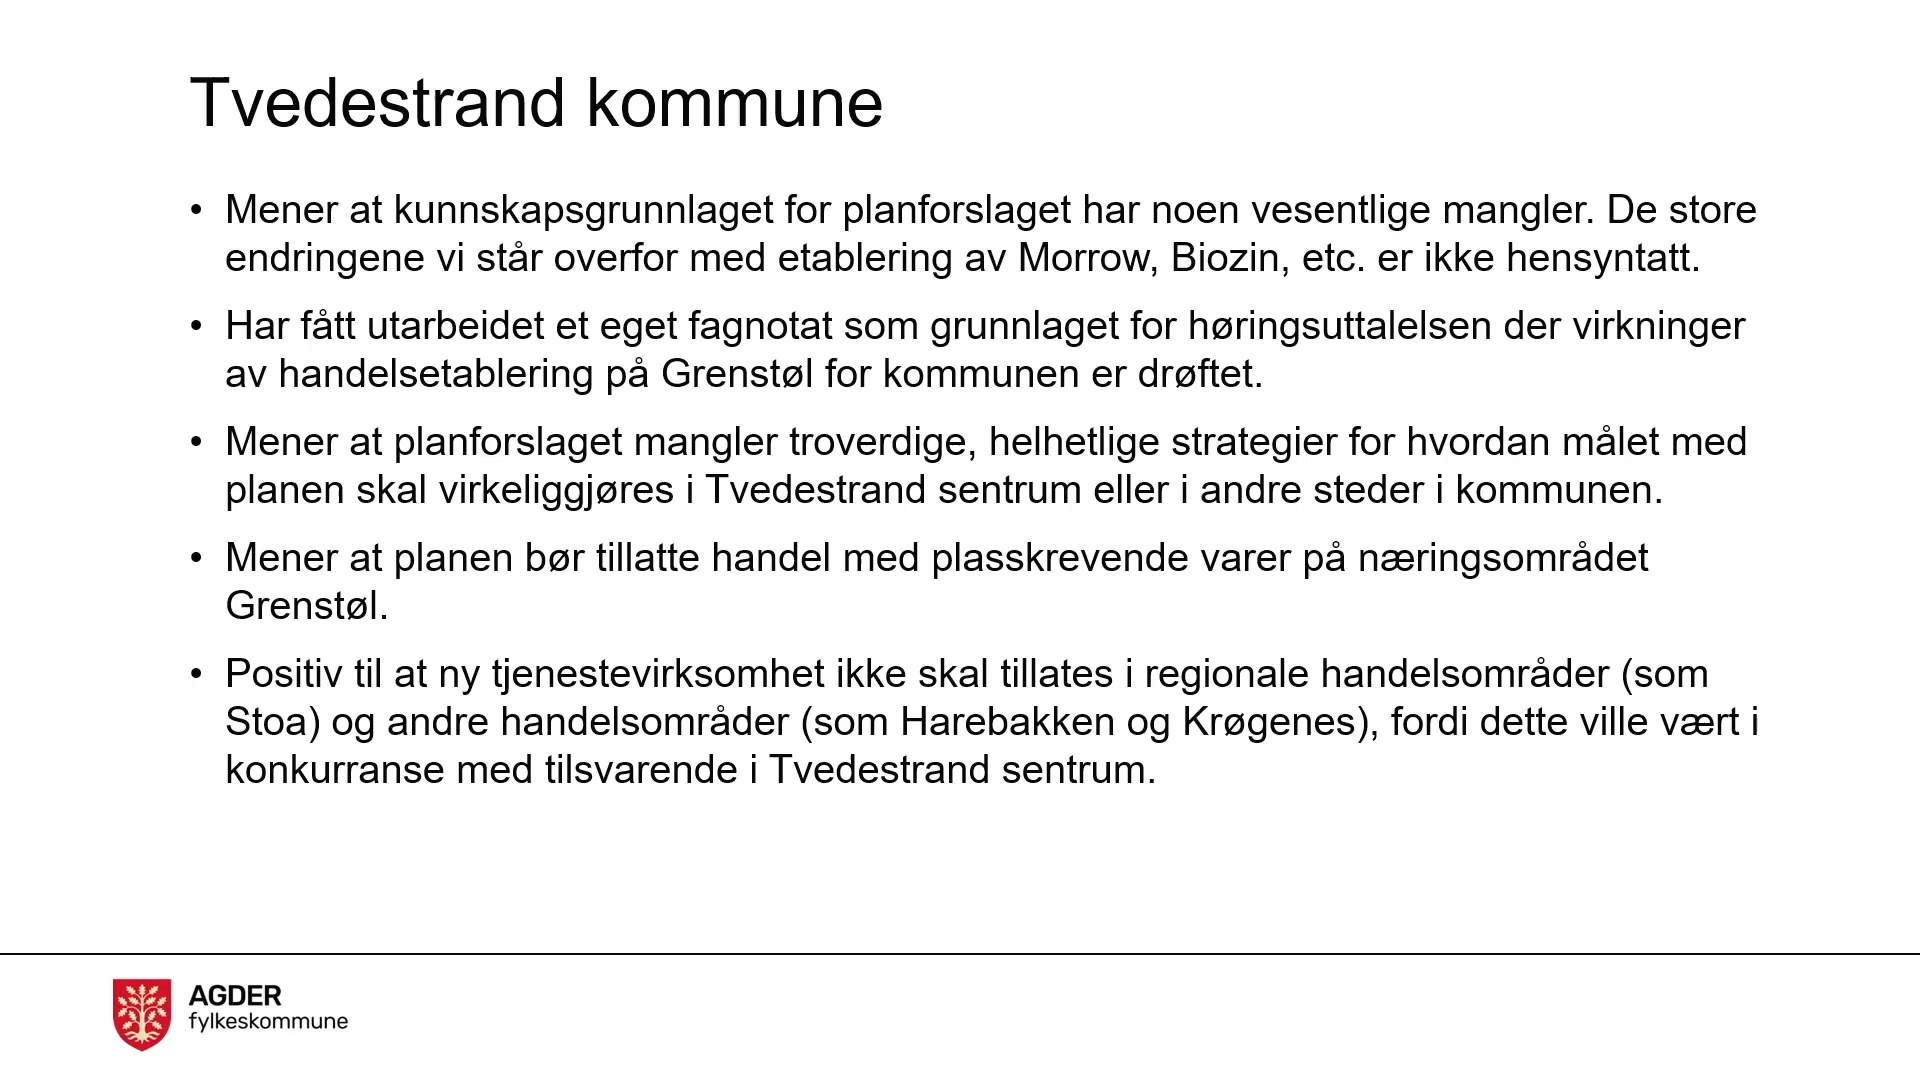 Tvedestrand kommune
• Mener at kunnskapsgrunnlaget for planforslaget har noen vesentlige mangler. De store
endringene vi står overfor med etablering av Morrow, Biozin, etc. er ikke hensyntatt.
• Har fått utarbeidet et eget fagnotat som grunnlaget for høringsuttalelsen der virkninger
av handelsetablering på Grenstøl for kommunen er drøftet.
• Mener at planforslaget mangler troverdige, helhetlige strategier for hvordan målet med
planen skal virkeliggjøres i Tvedestrand sentrum eller i andre steder i kommunen.
• Mener at planen bør tillatte handel med plasskrevende varer på næringsområdet
Grenstøl.
• Positiv til at ny tjenestevirksomhet ikke skal tillates i regionale handelsområder (som
Stoa) og andre handelsområder (som Harebakken og Krøgenes), fordi dette ville vært i
konkurranse med tilsvarende i Tvedestrand sentrum.
AGDER
fylkeskommune